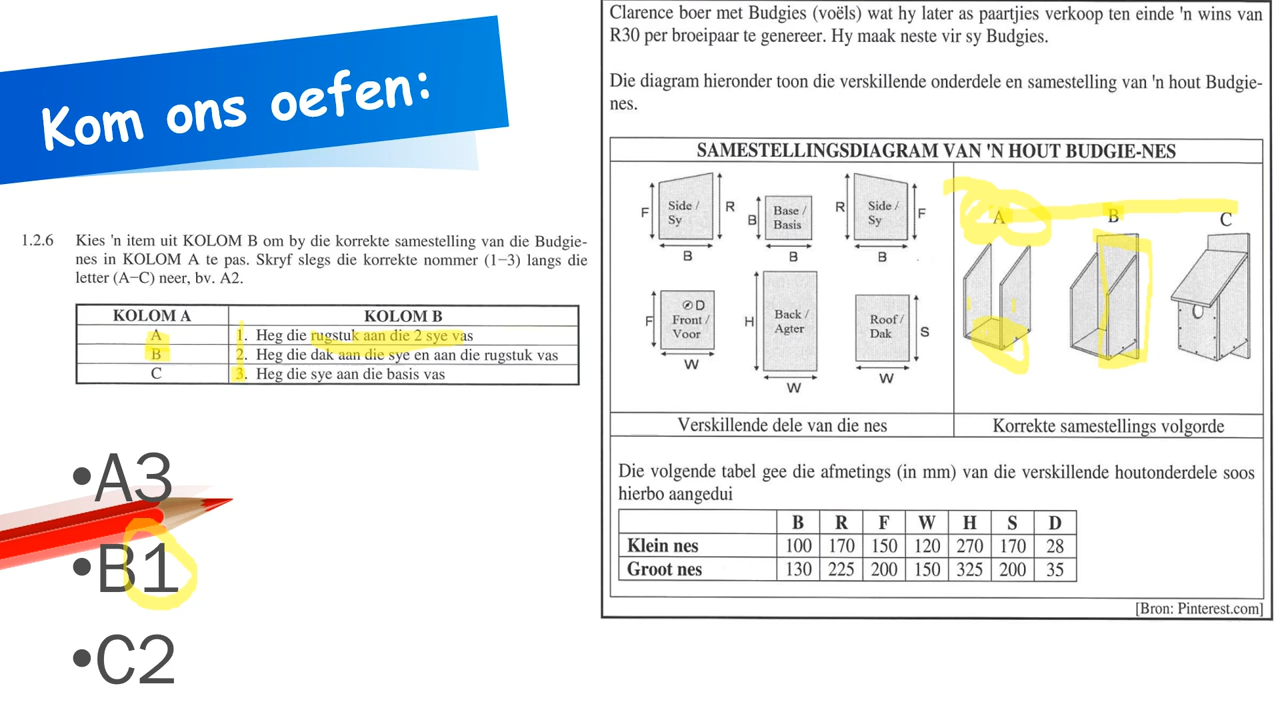 Kom ons oefen:
1.2.6 Kies 'n item uit KOLOM B om by die korrekte samestelling van die Budgie-
nes in KOLOM A te pas. Skryf slegs die korrekte nommer (1−3) langs die
letter (A−C) neer, bv. A2.
KOLOM A KOLOM B
A 1. Heg die rugstuk aan die 2 sye vas
B 2. Heg die dak aan die sye en aan die rugstuk vas
C 3. Heg die sye aan die basis vas
•A3
•B1
•C2
Clarence boer met Budgies (voëls) wat hy later as paartjies verkoop ten einde 'n wins van
R30 per broeipaar te genereer. Hy maak neste vir sy Budgies.
Die diagram hieronder toon die verskillende onderdele en samestelling van 'n hout Budgie-
nes.
SAMESTELLINGSDIAGRAM VAN 'N HOUT BUDGIE-NES
F Side / Sy R B
B Base / Basis B
R Side / Sy F B
F D Front / Voor W
H Back / Agter W
Roof / Dak S W
A B C
Verskillende dele van die nes
Korrekte samestellings volgorde
Die volgende tabel gee die afmetings (in mm) van die verskillende houtonderdele soos
hierbo aangedui
B R F W H S D
Klein nes 100 170 150 120 270 170 28
Groot nes 130 225 200 150 325 200 35
[Bron: Pinterest.com]